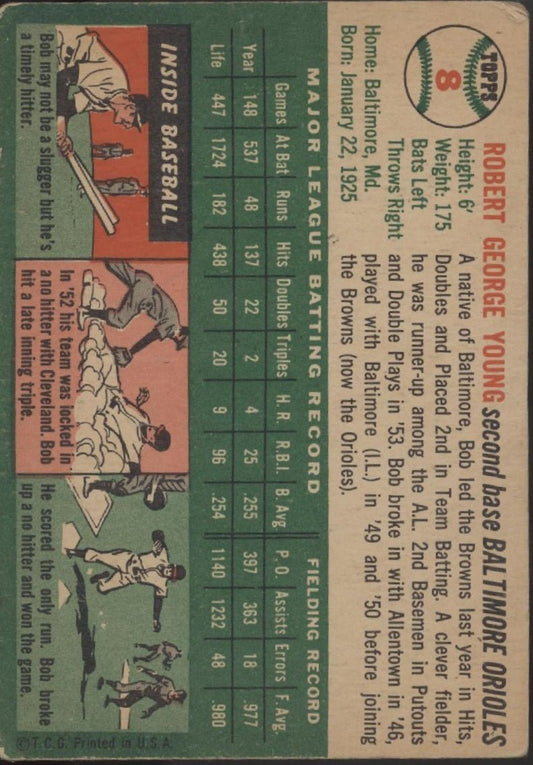 TOPPS
8
ROBERT GEORGE YOUNG second base BALTIMORE ORIOLES
Height: 6'
Weight: 175
Bats Left
Throws Right
Home: Baltimore, Md.
Born: January 22, 1925
A native of Baltimore, Bob led the Browns last year in Hits,
Doubles and Placed 2nd in Team Batting. A clever fielder,
he was runner-up among the A.L. 2nd Basemen in Putouts
and Double Plays in '53. Bob broke in with Allentown in '46,
played with Baltimore (I.L.) in '49 and '50 before joining
the Browns (now the Orioles).
MAJOR LEAGUE BATTING RECORD FIELDING RECORD
Games At Bat Runs Hits Doubles Triples H.R. R.B.I. B. Avg P.O. Assists Errors F. Avg.
Year 148 537 48 137 22 2 4 25 .255 397 363 18 .977
Life 447 1724 182 438 50 20 9 96 .254 1140 1232 48 .980
INSIDE BASEBALL
Bob may not be a slugger but he's
a timely hitter.
In '52 his team was locked in
a no hitter with Cleveland. Bob
hit a late inning triple.
He scored the only run. Bob broke
up a no hitter and won the game.
© T.C.G. Printed in U.S.A.